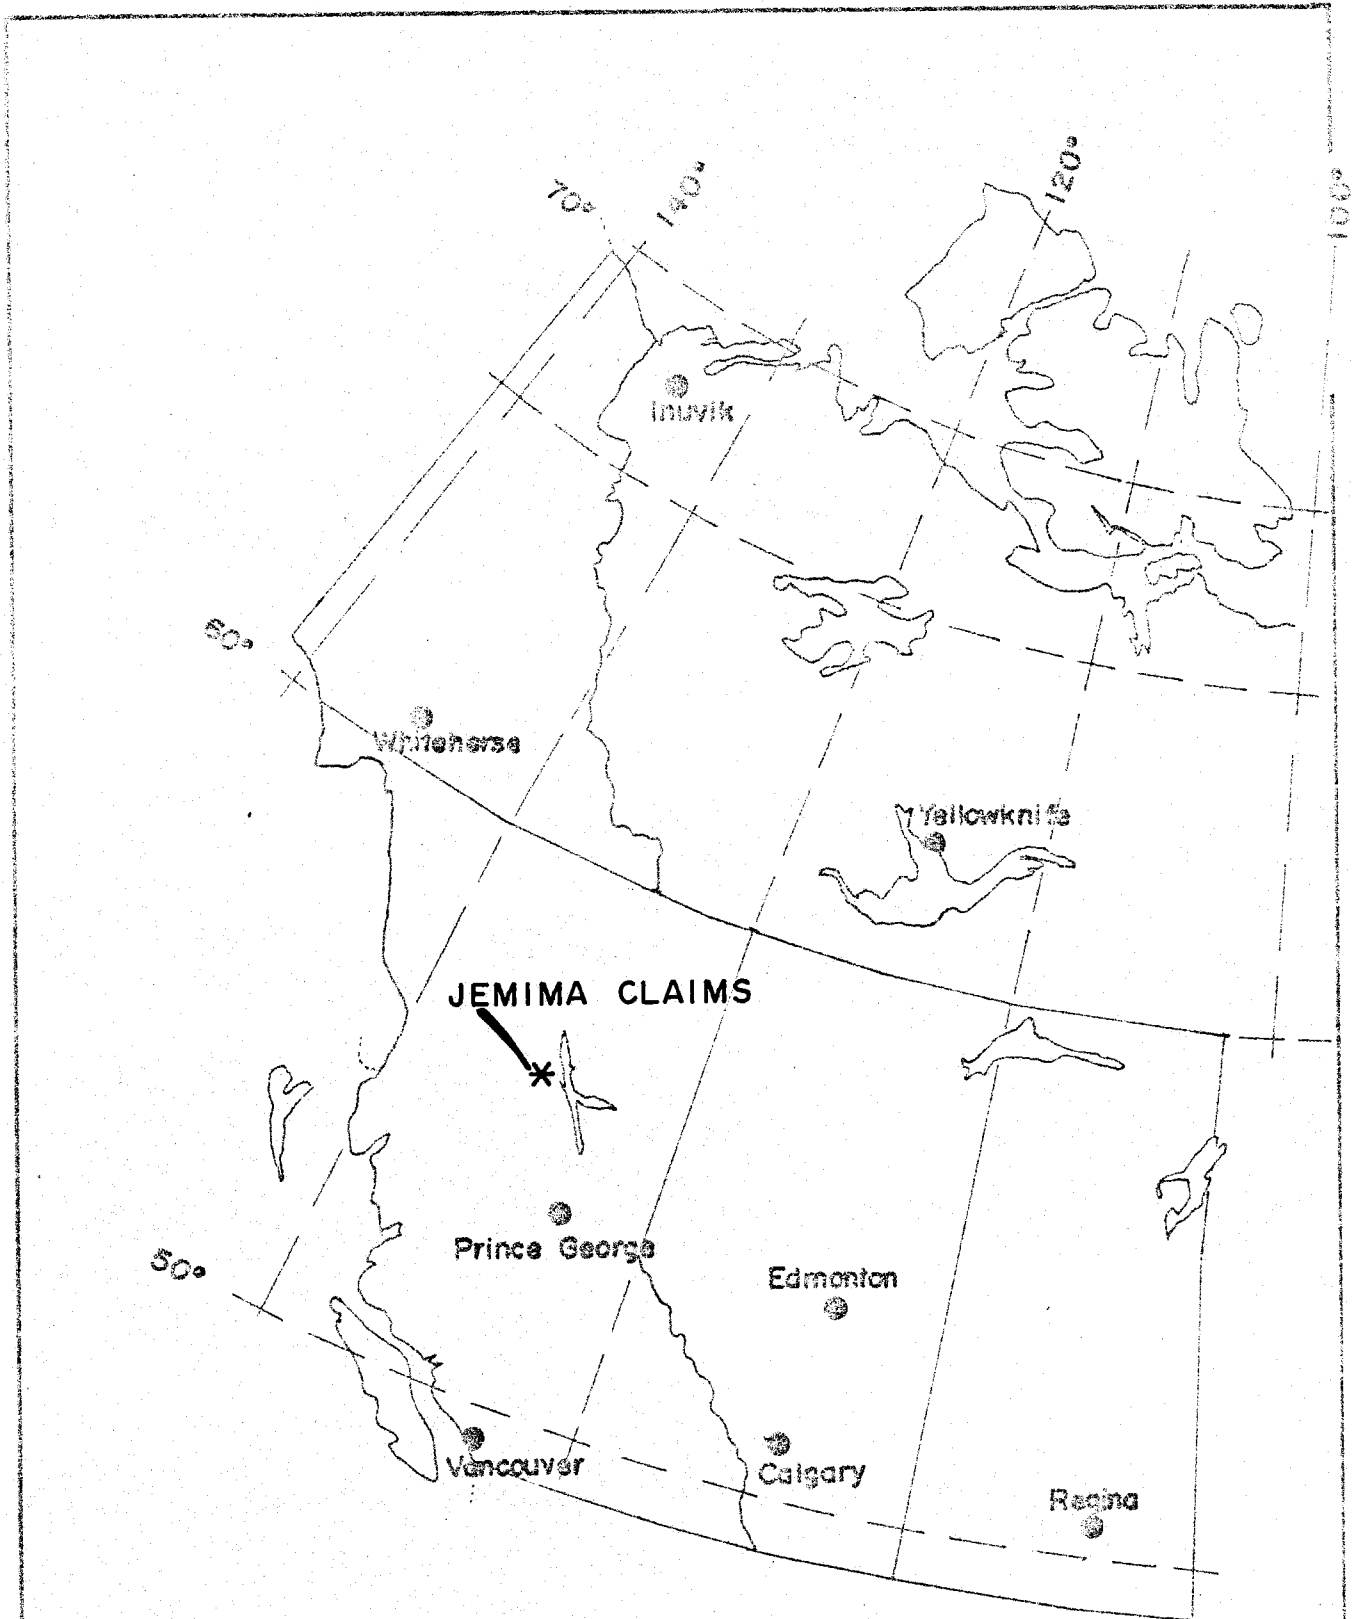 70°
140°
120°
100°
Inuvik
60°
Whitehorse
Yellowknife
JEMIMA CLAIMS
Prince George
50°
Edmonton
Vancouver
Calgary
Regina